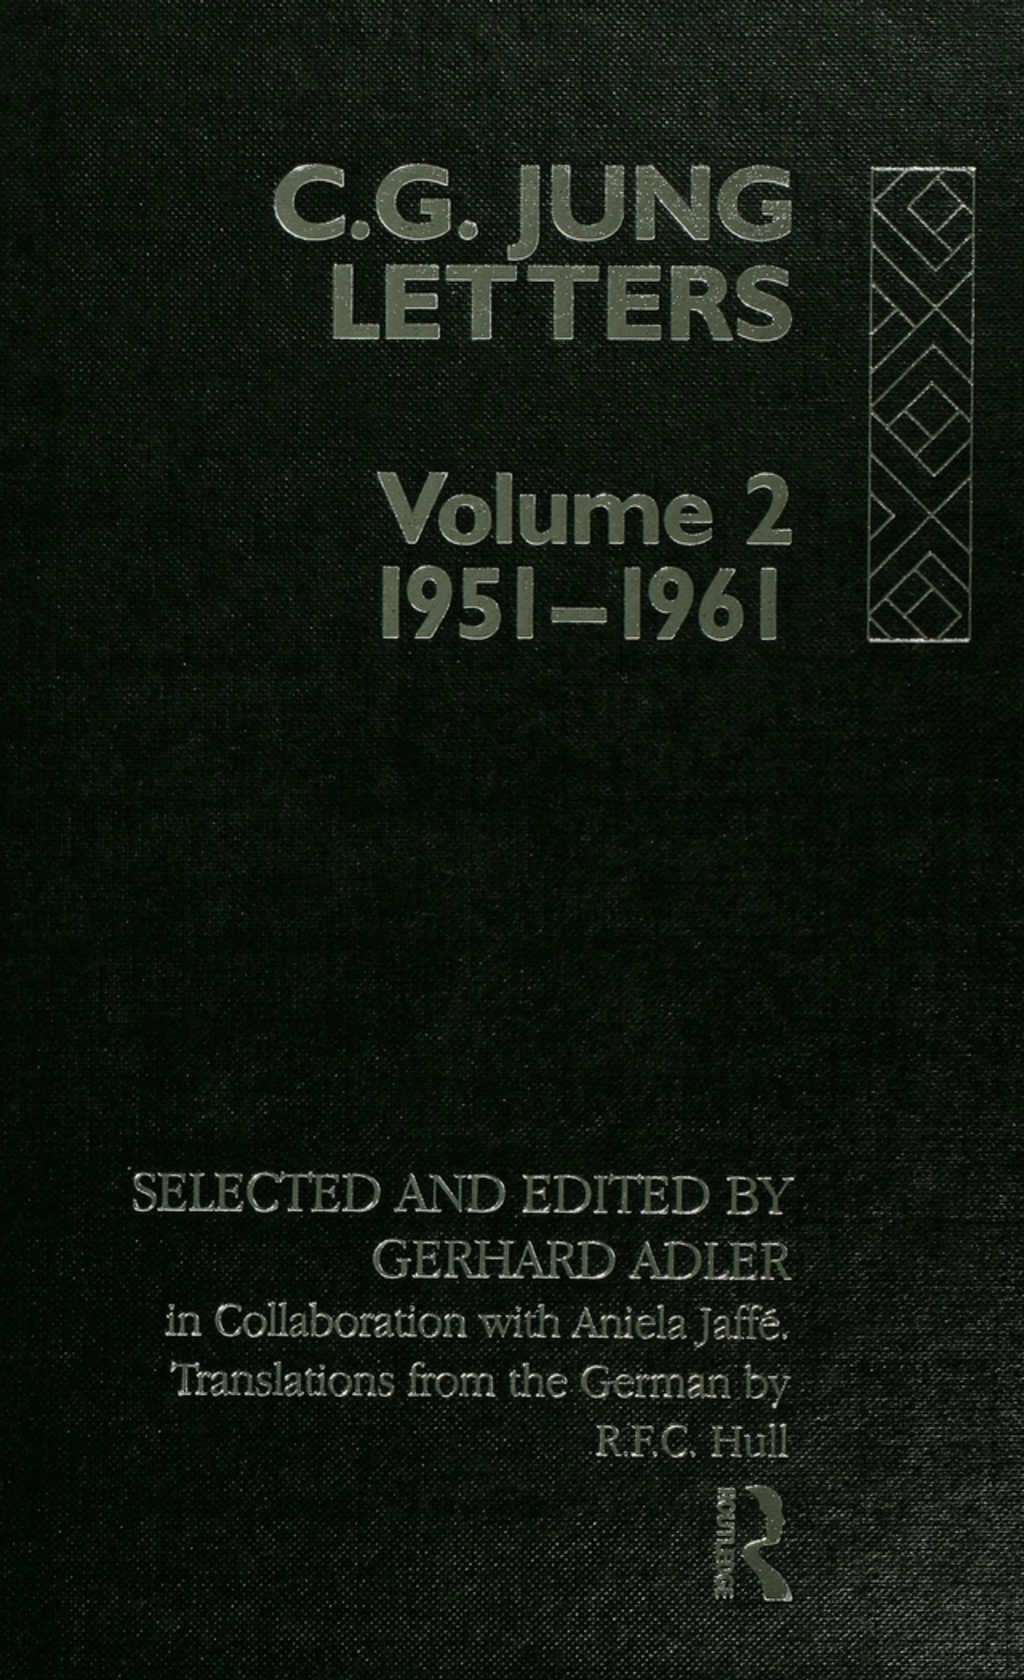 C.G. JUNG
LETTERS
Volume 2
1951–1961
SELECTED AND EDITED BY
GERHARD ADLER
in Collaboration with Aniela Jaffé.
Translations from the German by
R.F.C. Hull
ROUTLEDGE